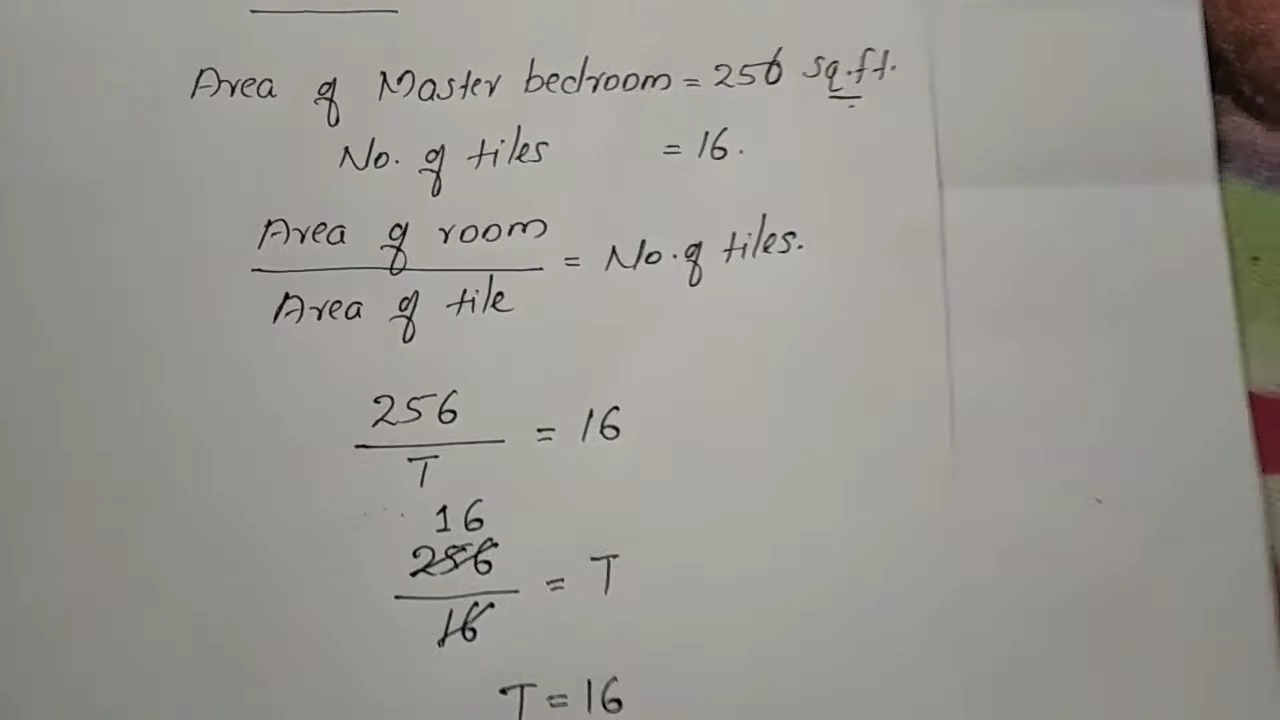 Area of Master bedroom = 256 sq.ft.
No. of tiles = 16.
Area of room
= No. of tiles.
Area of tile
256
= 16
T
16
256
= T
16
T = 16